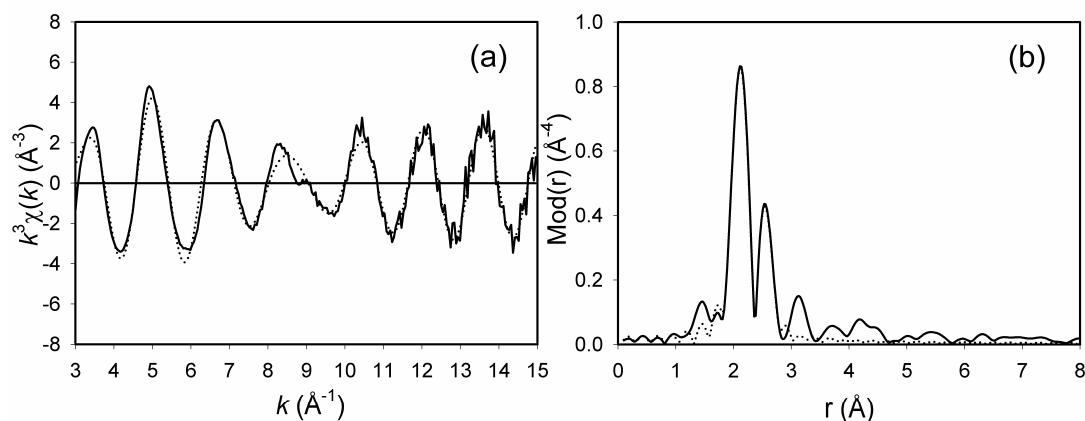 (a)
8
6
4
2
0
-2
-4
-6
-8
k³χ(k) (Å⁻³)
3 4 5 6 7 8 9 10 11 12 13 14 15
k (Å⁻¹)
(b)
1.0
0.8
0.6
0.4
0.2
0.0
Mod(r) (Å⁻⁴)
0 1 2 3 4 5 6 7 8
r (Å)